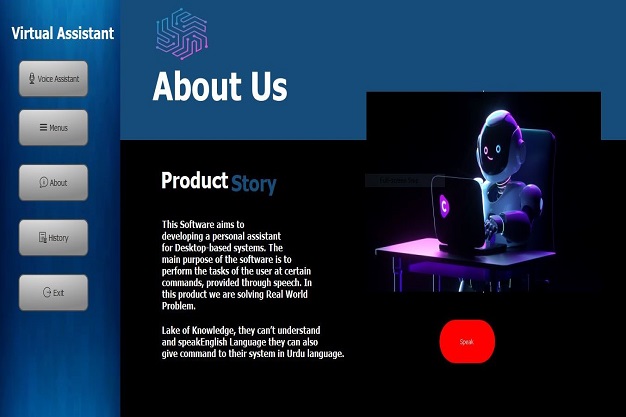 Virtual Assistant
Voice Assistant
Menus
About
History
Exit
About Us
Product Story
This Software aims to
developing a personal assistant
for Desktop-based systems. The
main purpose of the software is to
perform the tasks of the user at certain
commands, provided through speech. In
this product we are solving Real World
Problem.
Lake of Knowledge, they can't understand
and speakEnglish Language they can also
give command to their system in Urdu language.
C
Speak